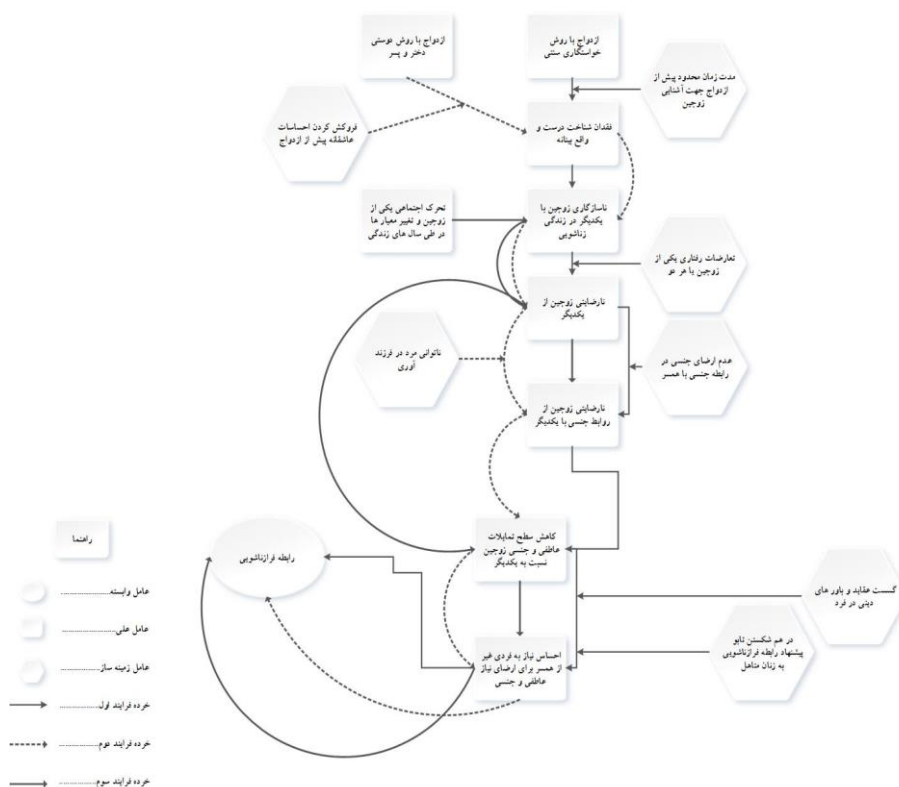 ازدواج با روش دوستی
دختر و پسر
ازدواج با روش
خواستگاری سنتی
مدت زمان محدود پیش از
ازدواج جهت آشنایی
زوجین
فروکش کردن احساسات
عاشقانه پیش از ازدواج
فقدان شناخت درست و
واقع بینانه
تحرک اجتماعی یکی از
زوجین و تغییر معیار ها
در طی سال های زندگی
ناسازگاری زوجین با
یکدیگر در زندگی
زناشویی
تعارضات رفتاری یکی از
زوجین یا هر دو
نارضایتی زوجین از
یکدیگر
ناتوانی مرد در فرزند
آوری
عدم ارضای جنسی در
رابطه جنسی با همسر
نارضایتی زوجین از
روابط جنسی با یکدیگر
کاهش سطح تمایلات
عاطفی و جنسی زوجین
نسبت به یکدیگر
رابطه فرازناشویی
گسست عقاید و باور های
دینی در فرد
در هم شکستن تابو
پیشنهاد رابطه فرازناشویی
به زنان متاهل
احساس نیاز به فردی غیر
از همسر برای ارضای نیاز
عاطفی و جنسی
راهنما
عامل وابسته....................
عامل علی.......................
عامل زمینه ساز...............
خرده فرایند اول...............
خرده فرایند دوم...............
خرده فرایند سوم..............